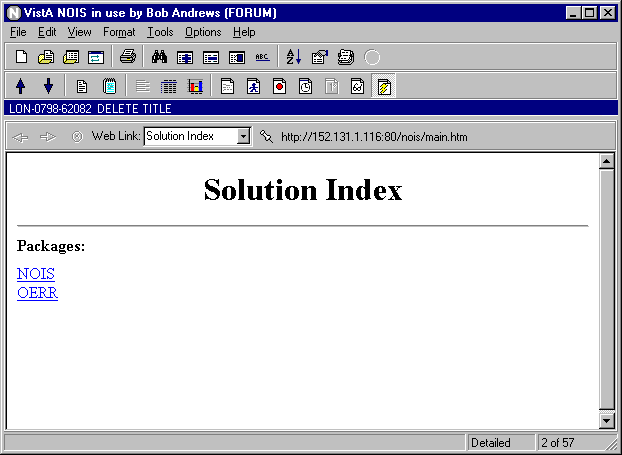 VistA NOIS in use by Bob Andrews (FORUM)
File Edit View Format Tools Options Help
LON-0798-62082 DELETE TITLE
Web Link: Solution Index http://152.131.1.116:80/nois/main.htm
Solution Index
Packages:
NOIS
OERR
Detailed 2 of 57